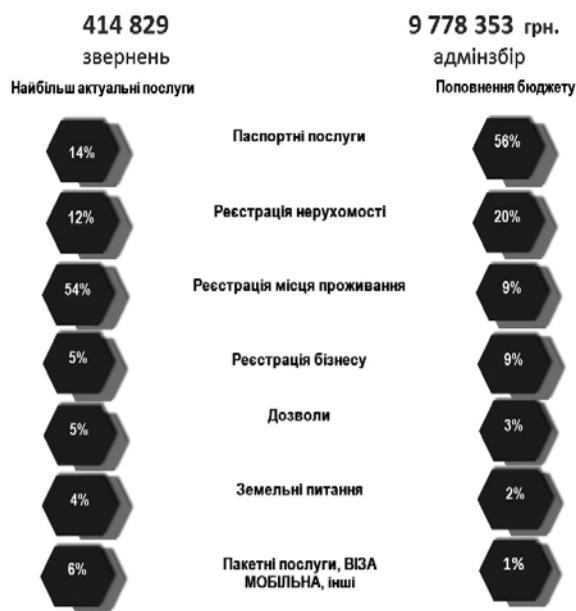 414 829
звернень
9 778 353 грн.
адмінзбір
Найбільш актуальні послуги
Поповнення бюджету
14%
Паспортні послуги
56%
12%
Реєстрація нерухомості
20%
54%
Реєстрація місця проживання
9%
5%
Реєстрація бізнесу
9%
5%
Дозволи
3%
4%
Земельні питання
2%
6%
Пакетні послуги, ВІЗА
МОБІЛЬНА, інші
1%